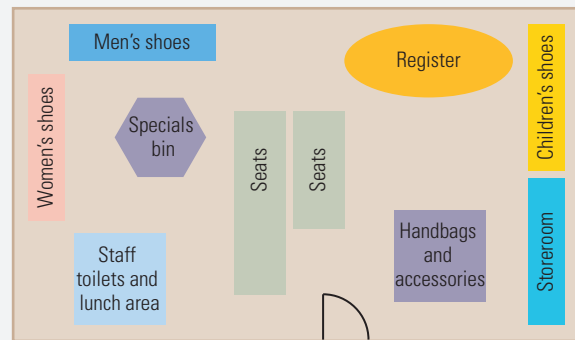 Men's shoes
Register
Children's shoes
Women's shoes
Specials
bin
Seats
Seats
Handbags
and
accessories
Storeroom
Staff
toilets and
lunch area